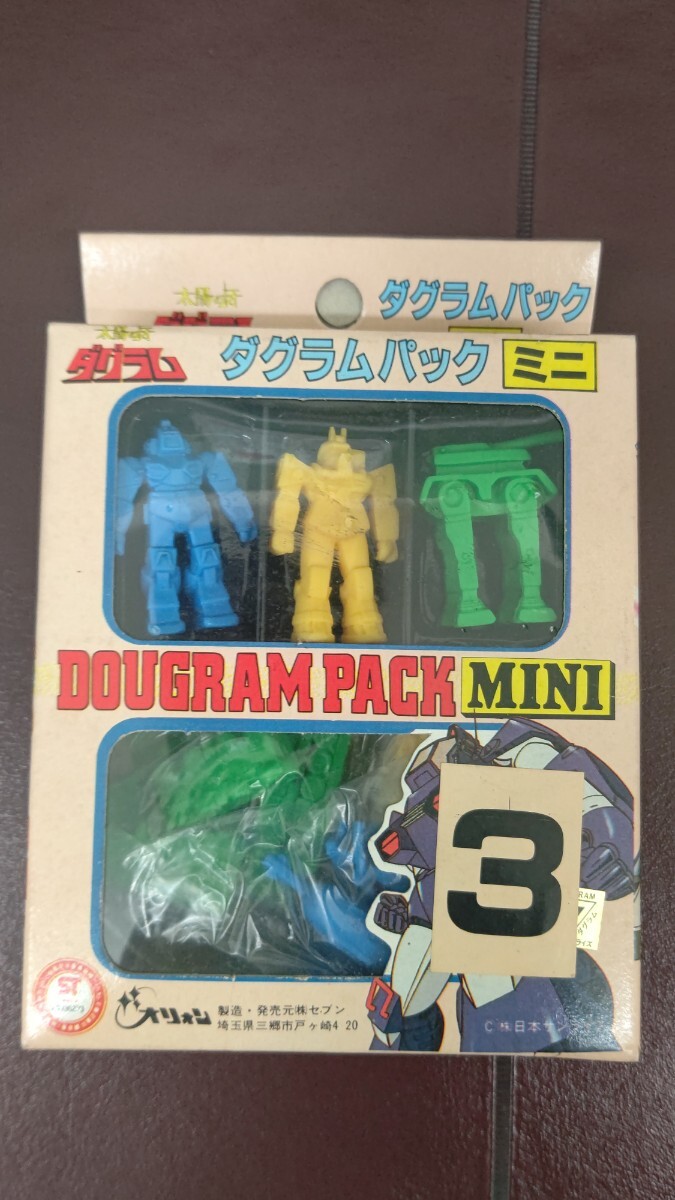 太陽の牙
ダグラムパック
太陽の牙
ダグラム
ダグラムパック ミニ
DOUGRAM PACK MINI
3
ST
オリオン
製造・発売元㈱セブン
埼玉県三郷市戸ヶ崎4 20
C ㈱日本サン